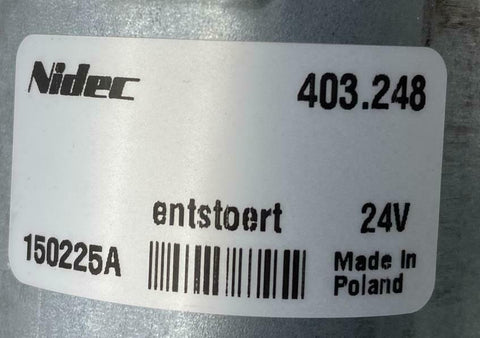 Nidec 403.248
entstoert 24V
150225A Made In
Poland